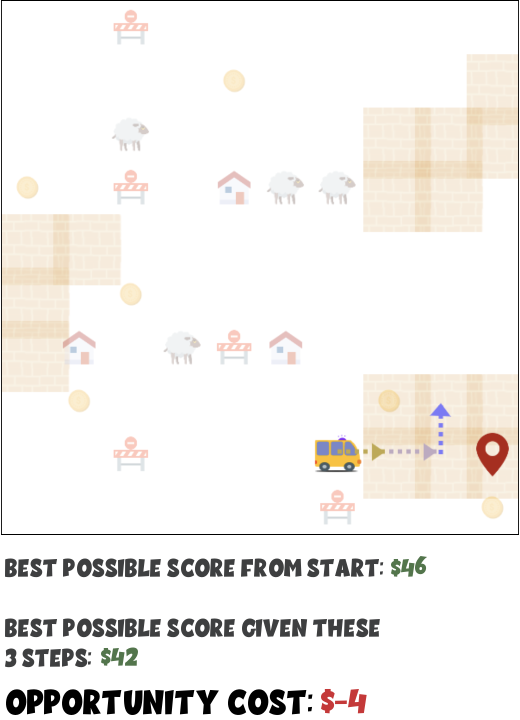 BEST POSSIBLE SCORE FROM START: $46
BEST POSSIBLE SCORE GIVEN THESE
3 STEPS: $42
OPPORTUNITY COST: $-4